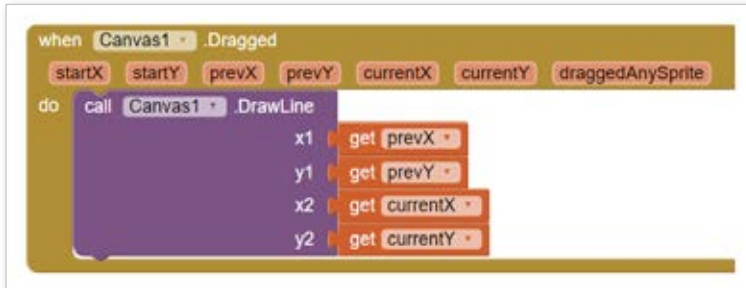 when Canvas1 .Dragged
startX startY prevX prevY currentX currentY draggedAnySprite
do call Canvas1 .DrawLine
x1 get prevX
y1 get prevY
x2 get currentX
y2 get currentY